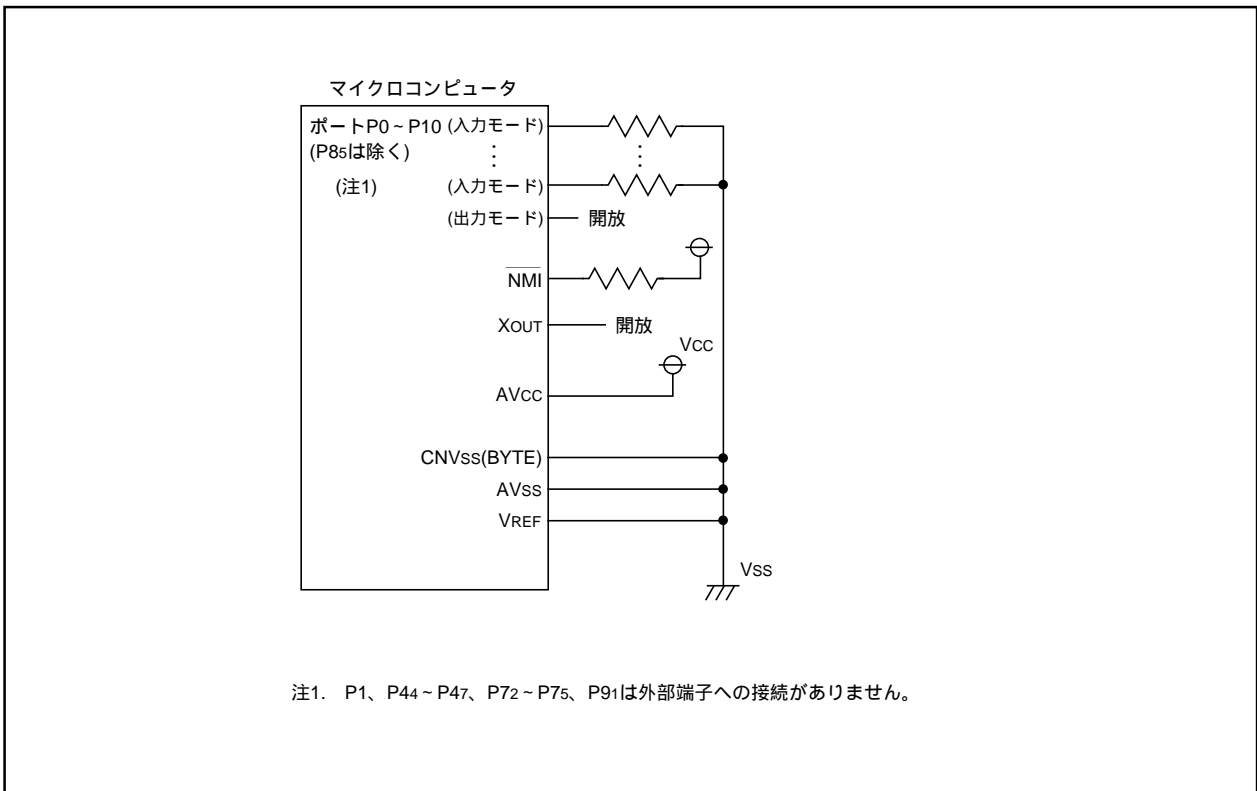 マイクロコンピュータ
ポートP0～P10 (入力モード)
(P85は除く)
(注1) (入力モード)
(出力モード) 開放
NMI
XOUT 開放
VCC
AVCC
CNVSS(BYTE)
AVSS
VREF
VSS
注1. P1、P44～P47、P72～P75、P91は外部端子への接続がありません。